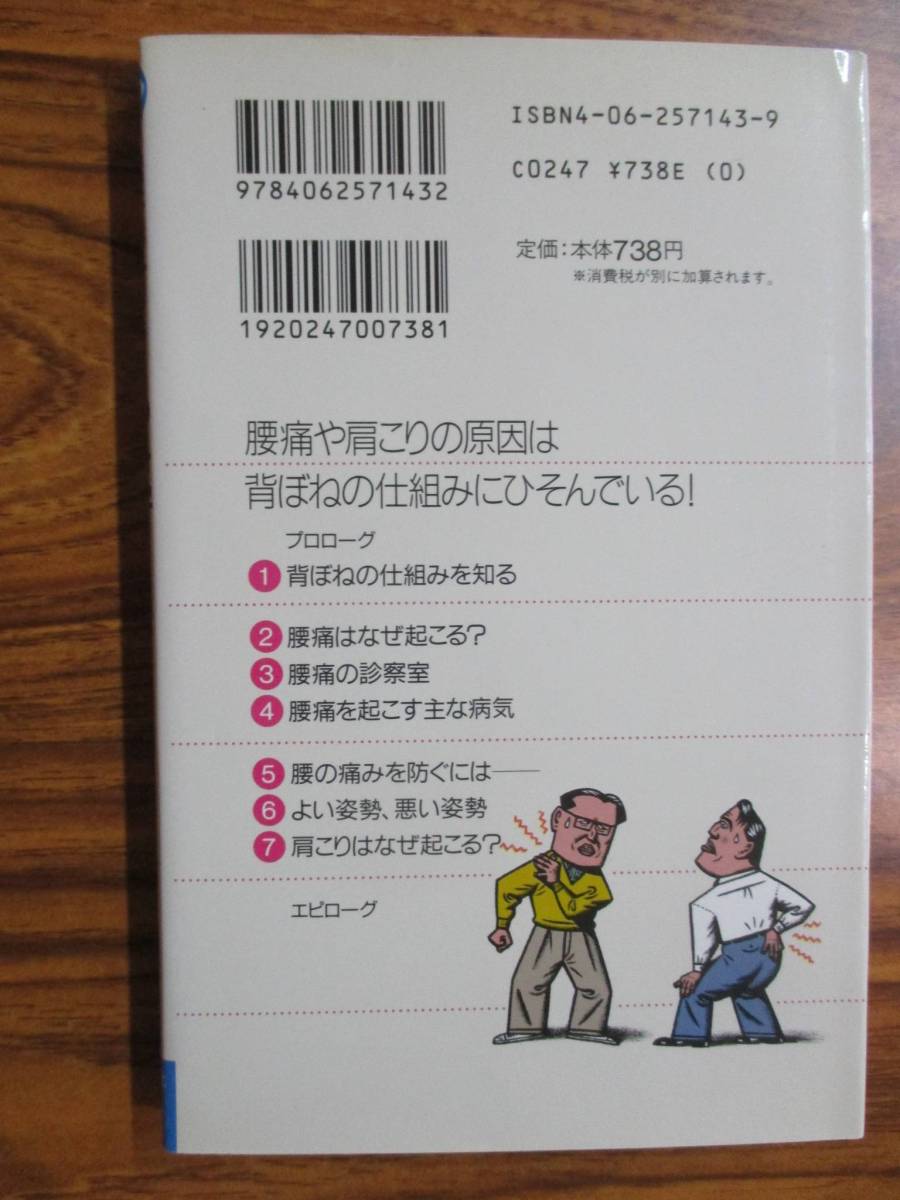 ISBN4-06-257143-9
9784062571432
C0247 ¥738E (0)
定価：本体738円
※消費税が別に加算されます。
1920247007381
腰痛や肩こりの原因は
背ぼねの仕組みにひそんでいる！
プロローグ
1 背ぼねの仕組みを知る
2 腰痛はなぜ起こる？
3 腰痛の診察室
4 腰痛を起こす主な病気
5 腰の痛みを防ぐには──
6 よい姿勢、悪い姿勢
7 肩こりはなぜ起こる？
エピローグ